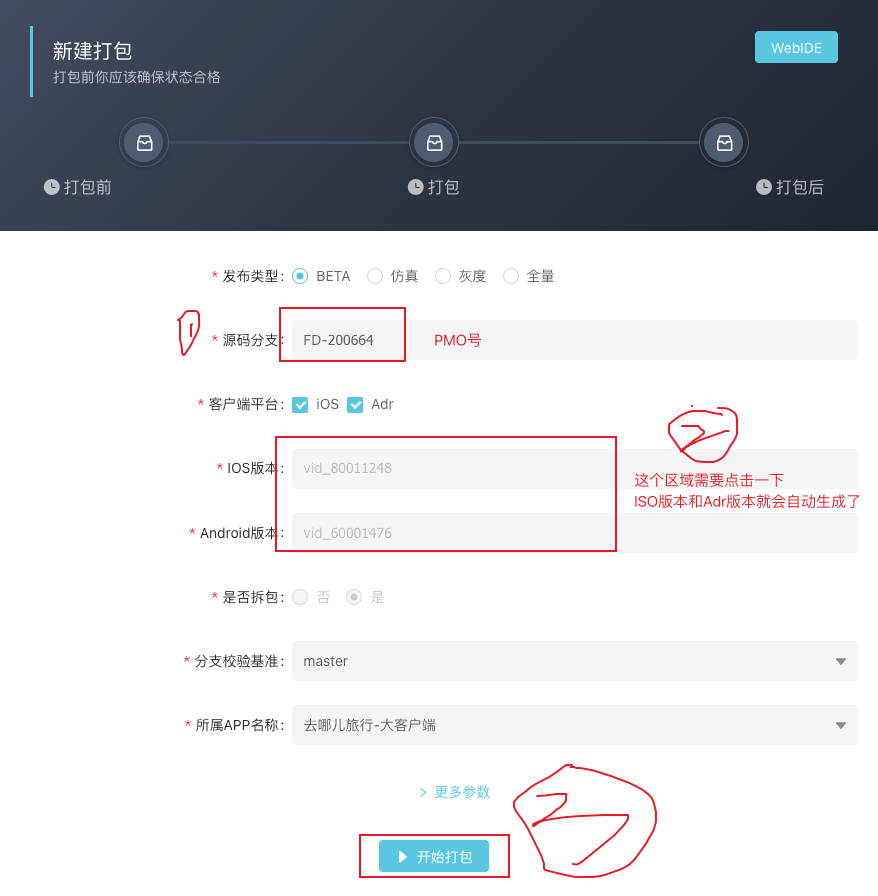 新建打包
WebIDE
打包前你应该确保状态合格
打包前
打包
打包后
* 发布类型: BETA 仿真 灰度 全量
1
* 源码分支: FD-200664 PMO号
* 客户端平台: iOS Adr
* IOS版本: vid_80011248
2
这个区域需要点击一下
ISO版本和Adr版本就会自动生成了
* Android版本: vid_60001476
* 是否拆包: 否 是
* 分支校验基准: master
* 所属APP名称: 去哪儿旅行-大客户端
> 更多参数
开始打包